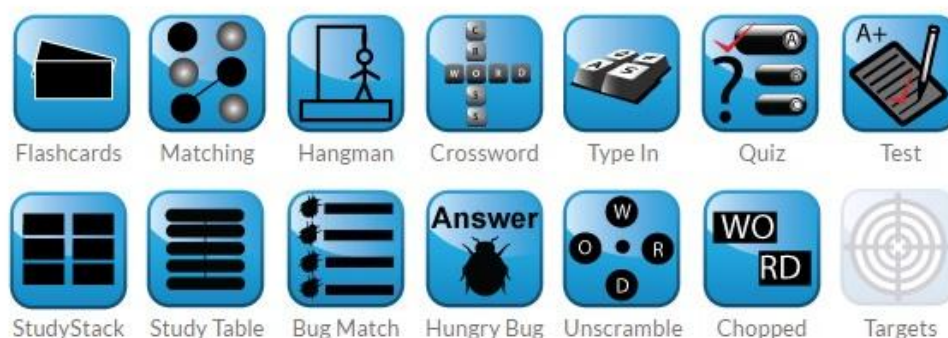 C
R
A+
A
S
A
WORD
S
S
Flashcards Matching Hangman Crossword Type In Quiz Test
Answer
W
WO
O R
RD
D
StudyStack Study Table Bug Match Hungry Bug Unscramble Chopped Targets